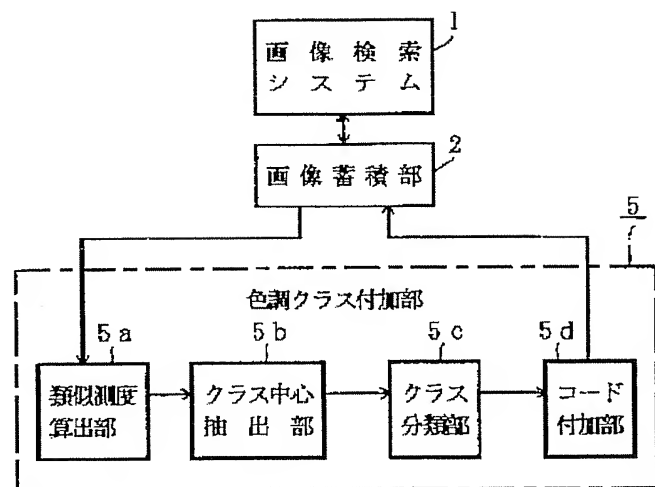 1
画像検索
システム
2
画像蓄積部
5
色調クラス付加部
5a
5b
5c
5d
類似測度
算出部
クラス中心
抽出部
クラス
分類部
コード
付加部